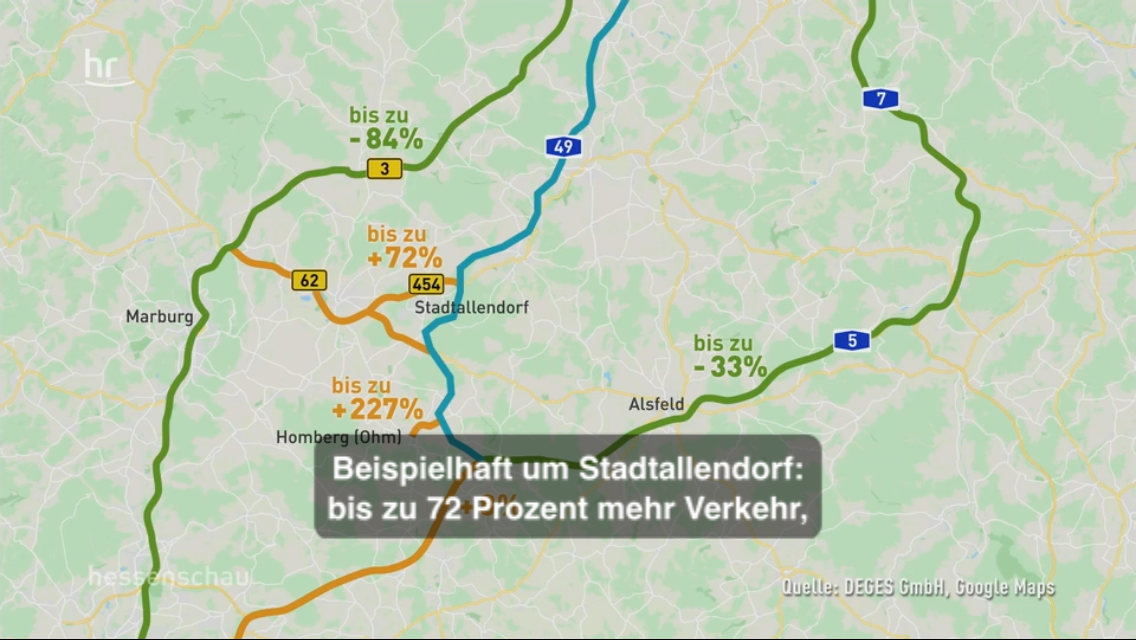 hr
7
bis zu
- 84%
49
3
bis zu
+72%
62
454
Stadtallendorf
Marburg
bis zu
- 33%
5
bis zu
+227%
Alsfeld
Homberg (Ohm)
Beispielhaft um Stadtallendorf:
bis zu 72 Prozent mehr Verkehr,
hessenschau
Quelle: DEGES GmbH, Google Maps